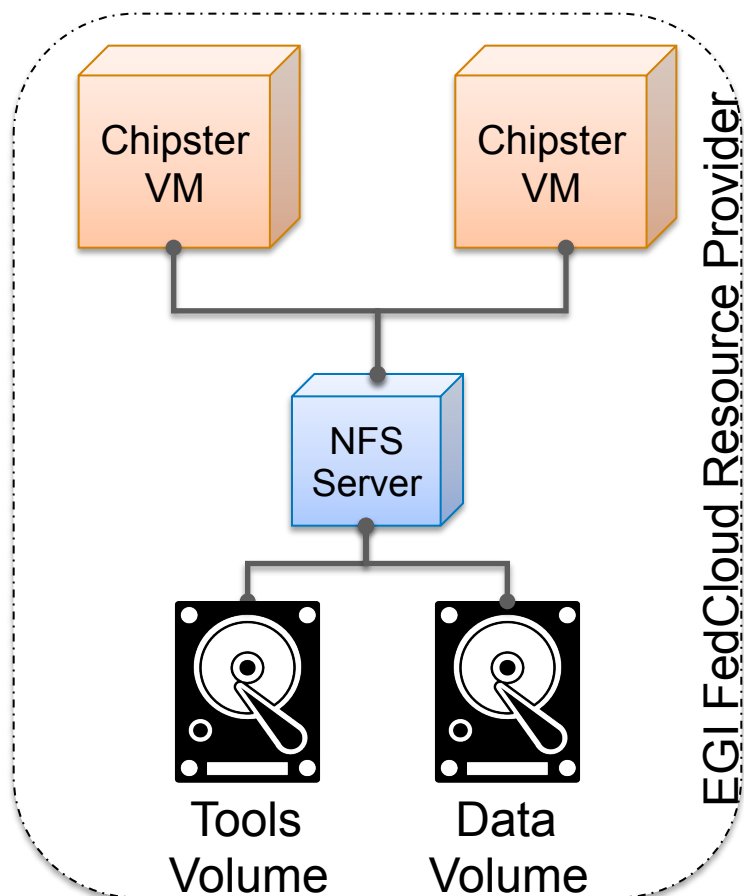 Chipster
VM
Chipster
VM
EGI FedCloud Resource Provider
NFS
Server
Tools
Volume
Data
Volume